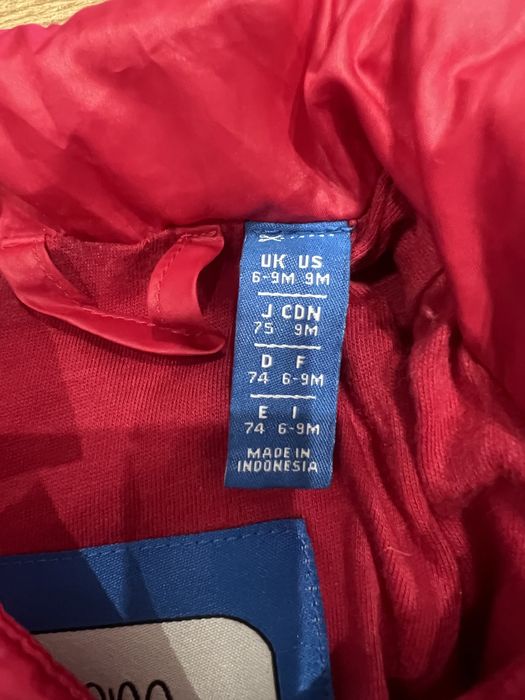 UK US
6-9M 9M
J CDN
75 9M
D F
74 6-9M
E I
74 6-9M
MADE IN
INDONESIA